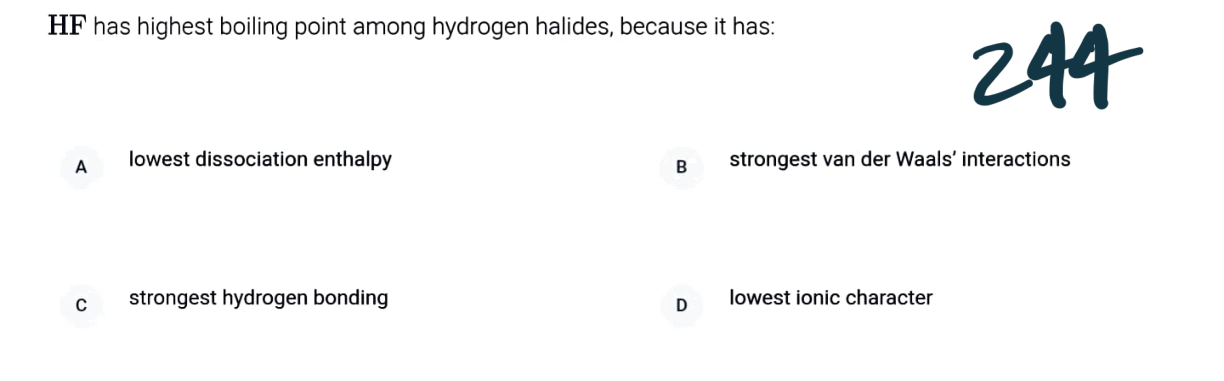 HF has highest boiling point among hydrogen halides, because it has:
244
A lowest dissociation enthalpy
B strongest van der Waals' interactions
C strongest hydrogen bonding
D lowest ionic character